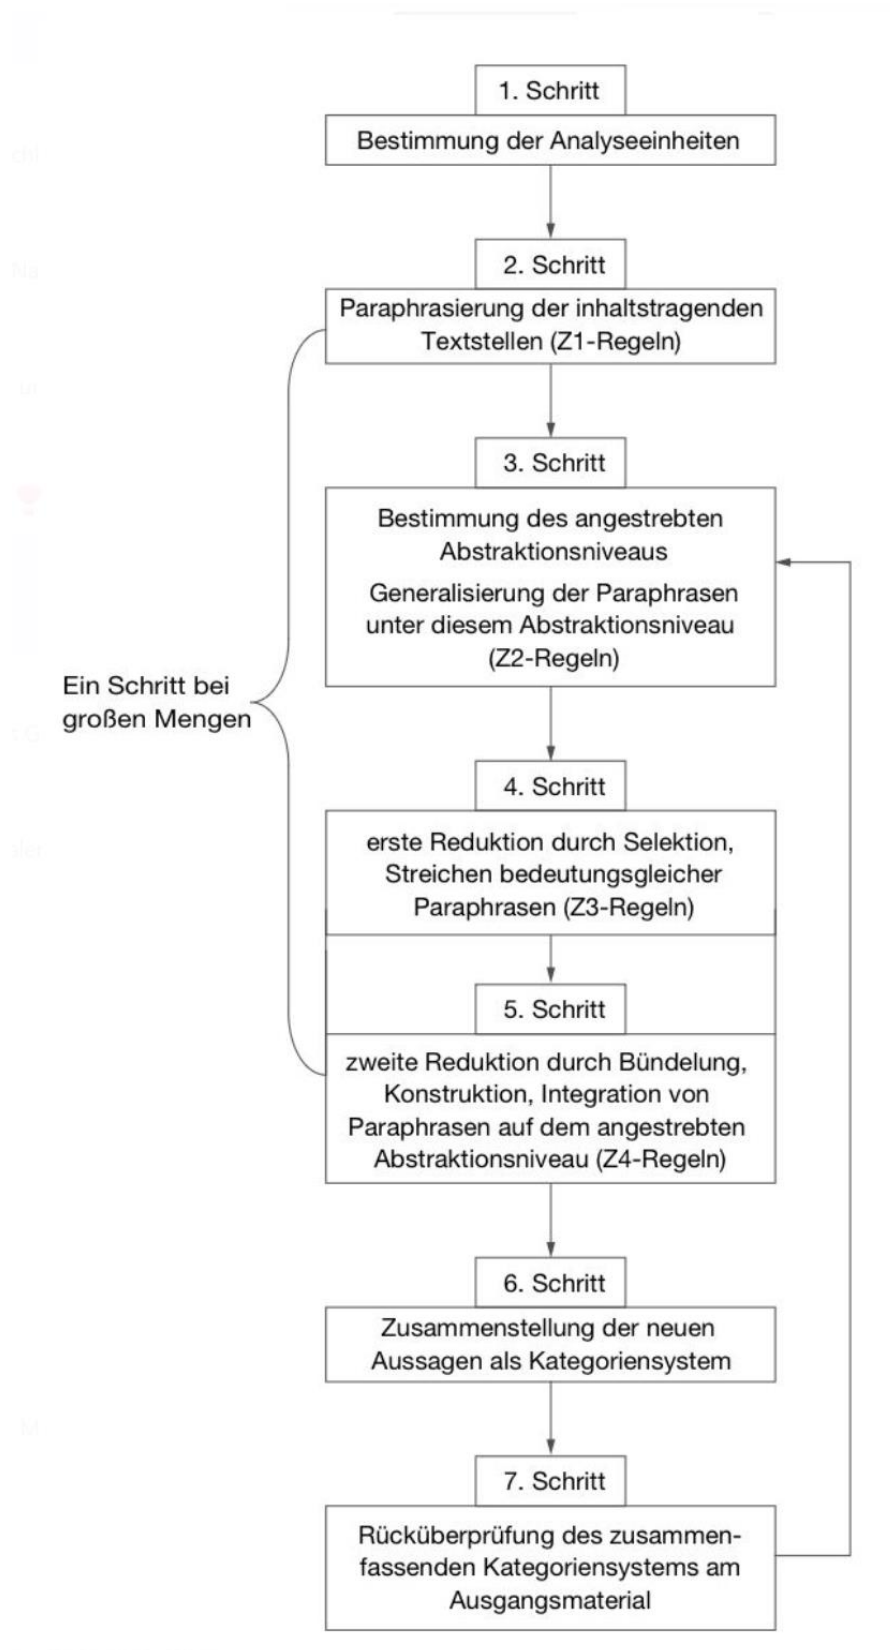 1. Schritt
Bestimmung der Analyseeinheiten
2. Schritt
Paraphrasierung der inhaltstragenden
Textstellen (Z1-Regeln)
3. Schritt
Bestimmung des angestrebten
Abstraktionsniveaus
Generalisierung der Paraphrasen
unter diesem Abstraktionsniveau
(Z2-Regeln)
Ein Schritt bei
großen Mengen
4. Schritt
erste Reduktion durch Selektion,
Streichen bedeutungsgleicher
Paraphrasen (Z3-Regeln)
5. Schritt
zweite Reduktion durch Bündelung,
Konstruktion, Integration von
Paraphrasen auf dem angestrebten
Abstraktionsniveau (Z4-Regeln)
6. Schritt
Zusammenstellung der neuen
Aussagen als Kategoriensystem
7. Schritt
Rücküberprüfung des zusammen-
fassenden Kategoriensystems am
Ausgangsmaterial